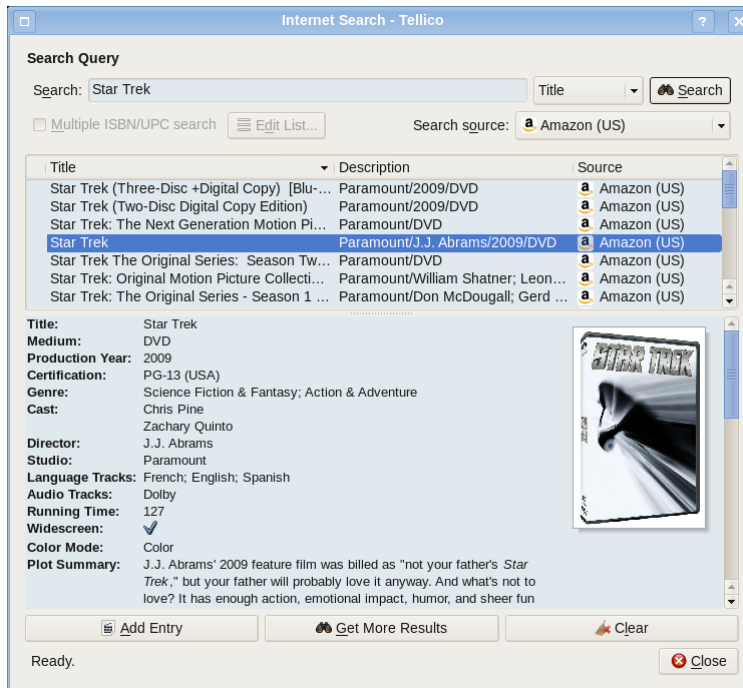 Internet Search - Tellico
Search Query
Search: Star Trek Title Search
Multiple ISBN/UPC search Edit List... Search source: Amazon (US)
Title Description Source
Star Trek (Three-Disc +Digital Copy) [Blu-... Paramount/2009/DVD Amazon (US)
Star Trek (Two-Disc Digital Copy Edition) Paramount/2009/DVD Amazon (US)
Star Trek: The Next Generation Motion Pi... Paramount/DVD Amazon (US)
Star Trek Paramount/J.J. Abrams/2009/DVD Amazon (US)
Star Trek The Original Series: Season Tw... Paramount/DVD Amazon (US)
Star Trek: Original Motion Picture Collecti... Paramount/William Shatner; Leon... Amazon (US)
Star Trek: The Original Series - Season 1 ... Paramount/Don McDougall; Gerd ... Amazon (US)
Title: Star Trek
Medium: DVD
Production Year: 2009
Certification: PG-13 (USA)
Genre: Science Fiction & Fantasy; Action & Adventure
Cast: Chris Pine
Zachary Quinto
Director: J.J. Abrams
Studio: Paramount
Language Tracks: French; English; Spanish
Audio Tracks: Dolby
Running Time: 127
Widescreen:
Color Mode: Color
Plot Summary: J.J. Abrams' 2009 feature film was billed as "not your father's Star
Trek," but your father will probably love it anyway. And what's not to
love? It has enough action, emotional impact, humor, and sheer fun
STAR TREK
Add Entry Get More Results Clear
Ready. Close